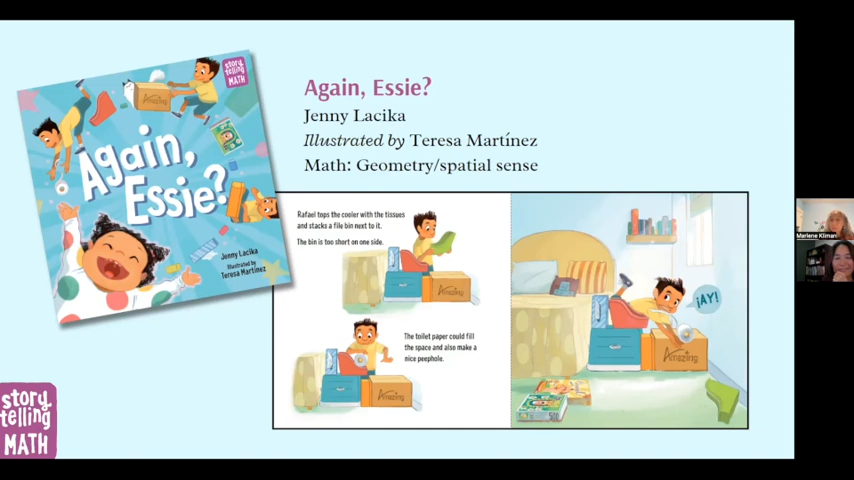 Again, Essie?
Jenny Lacika
Illustrated by Teresa Martínez
Math: Geometry/spatial sense
story
telling
MATH
Amazing
Again,
Essie?
Jenny Lacika
Illustrated by
Teresa Martínez
Rafael tops the cooler with the tissues
and stacks a file bin next to it.
The bin is too short on one side.
Amazing
The toilet paper could fill
the space and also make a
nice peephole.
Amazing
¡AY!
Amazing
500
story
telling
MATH
Marlene Kliman